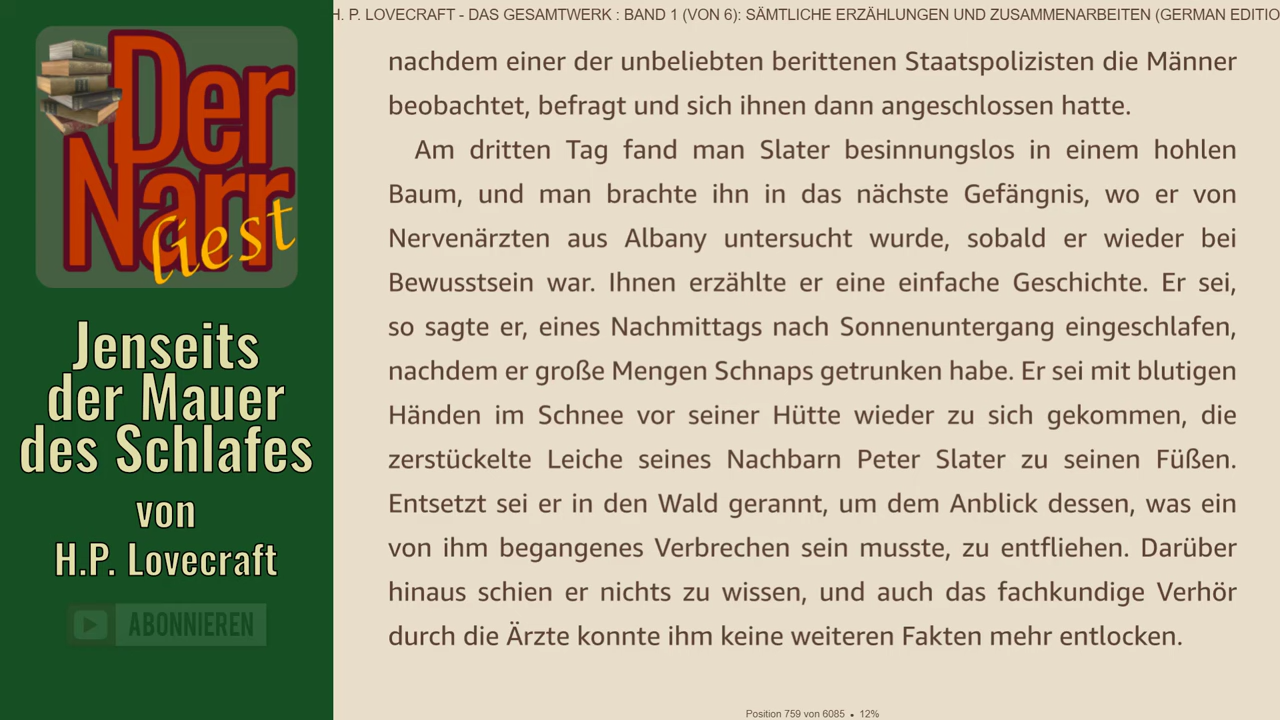 H. P. LOVECRAFT - DAS GESAMTWERK : BAND 1 (VON 6): SÄMTLICHE ERZÄHLUNGEN UND ZUSAMMENARBEITEN (GERMAN EDITIO
Der
Narr
liest
Jenseits
der Mauer
des Schlafes
von
H.P. Lovecraft
ABONNIEREN
nachdem einer der unbeliebten berittenen Staatspolizisten die Männer
beobachtet, befragt und sich ihnen dann angeschlossen hatte.
Am dritten Tag fand man Slater besinnungslos in einem hohlen
Baum, und man brachte ihn in das nächste Gefängnis, wo er von
Nervenärzten aus Albany untersucht wurde, sobald er wieder bei
Bewusstsein war. Ihnen erzählte er eine einfache Geschichte. Er sei,
so sagte er, eines Nachmittags nach Sonnenuntergang eingeschlafen,
nachdem er große Mengen Schnaps getrunken habe. Er sei mit blutigen
Händen im Schnee vor seiner Hütte wieder zu sich gekommen, die
zerstückelte Leiche seines Nachbarn Peter Slater zu seinen Füßen.
Entsetzt sei er in den Wald gerannt, um dem Anblick dessen, was ein
von ihm begangenes Verbrechen sein musste, zu entfliehen. Darüber
hinaus schien er nichts zu wissen, und auch das fachkundige Verhör
durch die Ärzte konnte ihm keine weiteren Fakten mehr entlocken.
Position 759 von 6085 • 12%